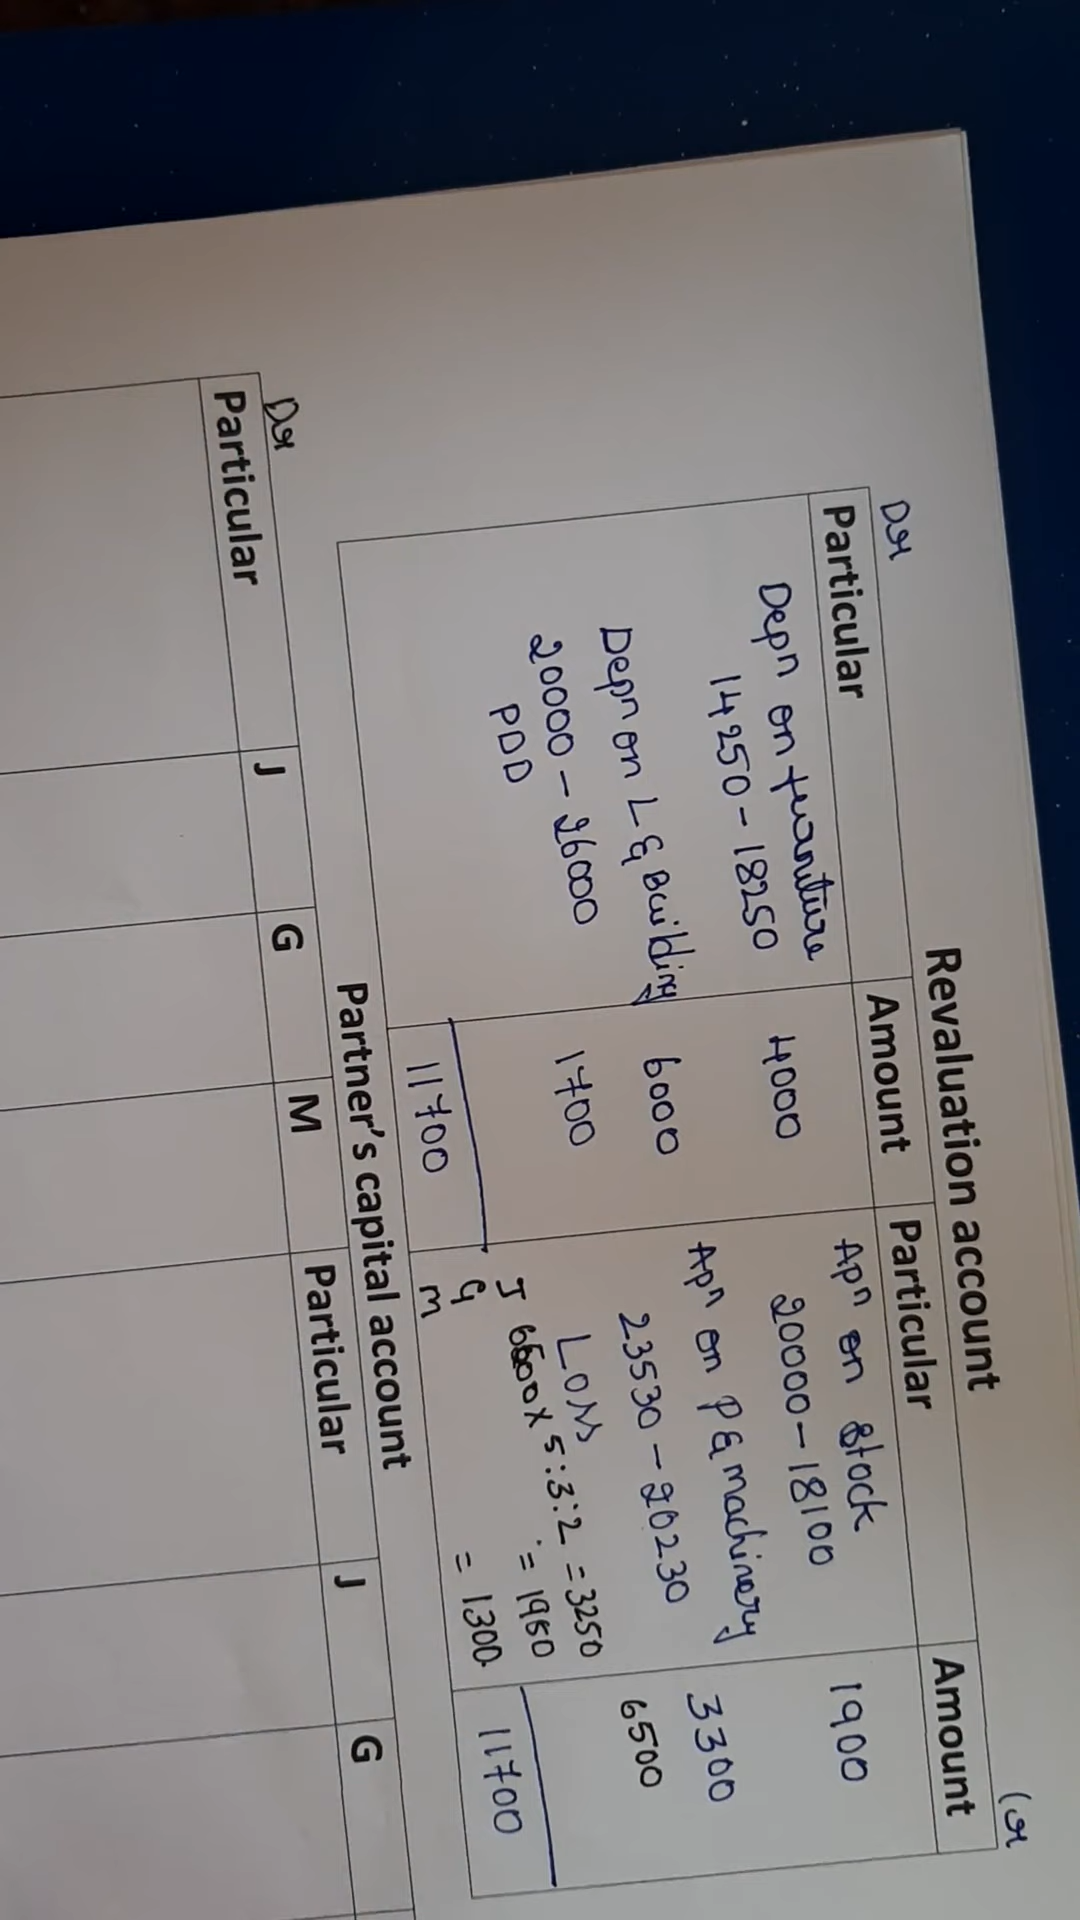 Revaluation account
Dr
Cr
Particular Amount Particular Amount
Depn on furaniture
14250-18250 4000
Depn on L & Building 6000
20000-26000
PDD 1700
11700
Apn on stock 1900
20000-18100
Apn on P & machinery 3300
23530-20230
Loss 6500
J 6500 x 5:3:2 = 3250
G = 1950
M = 1300
11700
Partner's capital account
Dr
Particular J G M Particular J G